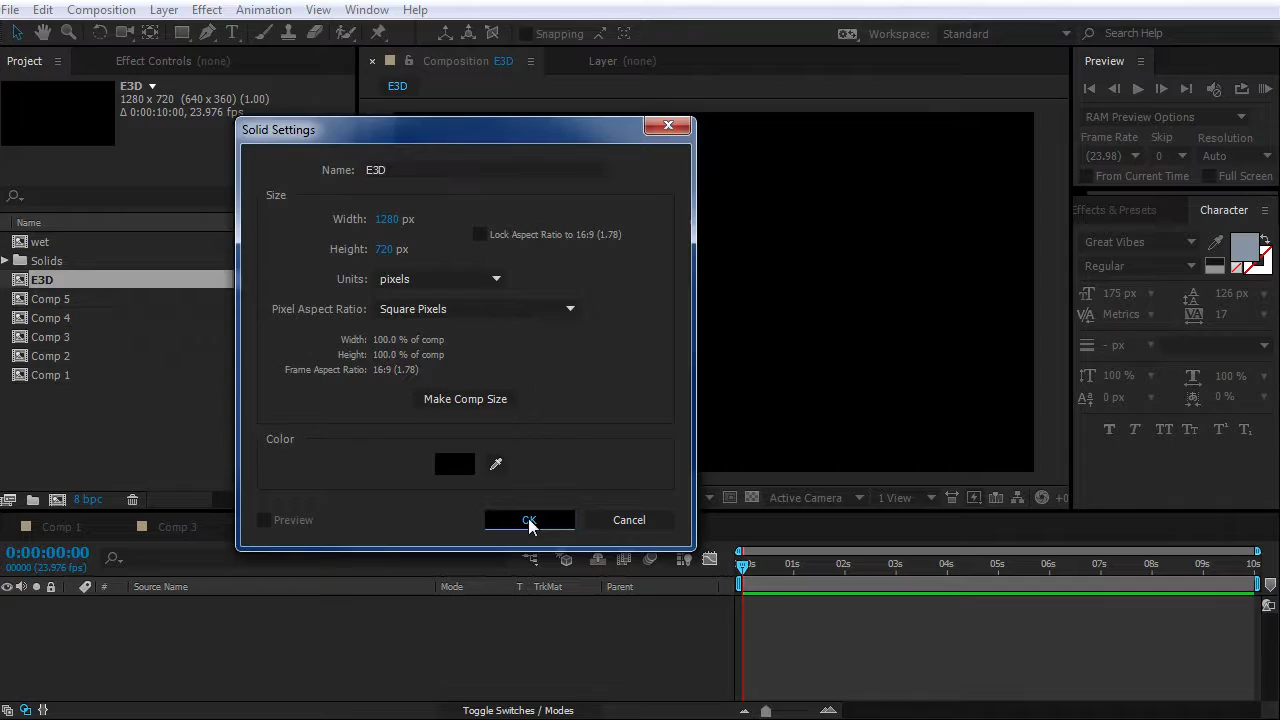 File Edit Composition Layer Effect Animation View Window Help
Snapping Workspace: Standard Search Help
Project Effect Controls (none) Composition E3D Layer (none) Preview
E3D
E3D
1280 x 720 (640 x 360) (1.00)
Δ 0:00:10:00, 23.976 fps
RAM Preview Options
Frame Rate Skip Resolution
(23.98) 0 Auto
From Current Time Full Screen
Solid Settings
Name: E3D
Size
Width: 1280 px
Lock Aspect Ratio to 16:9 (1.78)
Height: 720 px
Units: pixels
Pixel Aspect Ratio: Square Pixels
Width: 100.0 % of comp
Height: 100.0 % of comp
Frame Aspect Ratio: 16:9 (1.78)
Make Comp Size
Color
Preview OK Cancel
Name
wet
Solids
E3D
Comp 5
Comp 4
Comp 3
Comp 2
Comp 1
8 bpc
Effects & Presets Character
Great Vibes
Regular
175 px 126 px
Metrics 17
- px
100 % 100 %
0 px 0 %
T T TT Tт T¹ T₁
Active Camera 1 View +0
Comp 1 Comp 3
0:00:00:00
00000 (23.976 fps)
# Source Name Mode T TrkMat Parent
01s 02s 03s 04s 05s 06s 07s 08s 09s 10s
Toggle Switches / Modes